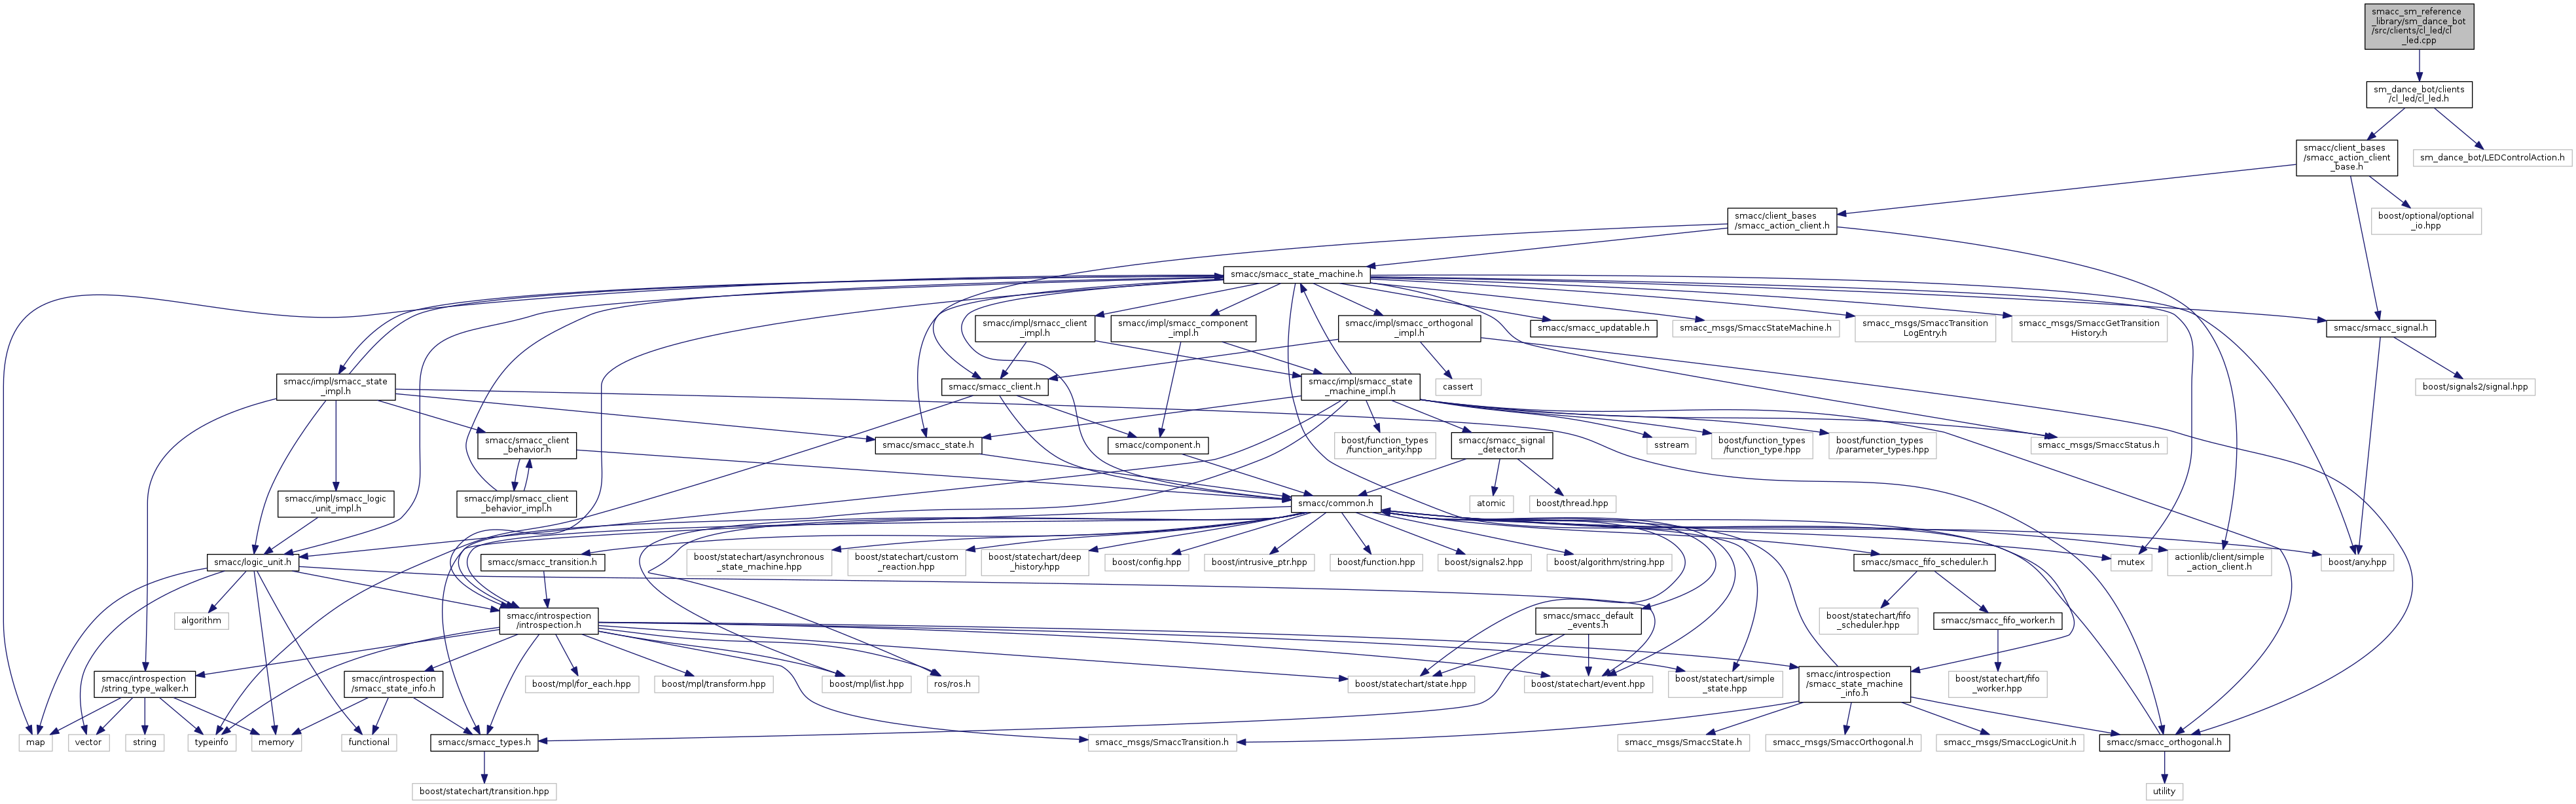 smacc_sm_reference
_library/sm_dance_bot
/src/clients/cl_led/cl
_led.cpp
sm_dance_bot/clients
/cl_led/cl_led.h
smacc/client_bases
/smacc_action_client
_base.h
sm_dance_bot/LEDControlAction.h
smacc/client_bases
/smacc_action_client.h
boost/optional/optional
_io.hpp
smacc/smacc_state_machine.h
smacc/impl/smacc_client
_impl.h
smacc/impl/smacc_component
_impl.h
smacc/impl/smacc_orthogonal
_impl.h
smacc/smacc_updatable.h
smacc_msgs/SmaccStateMachine.h
smacc_msgs/SmaccTransition
LogEntry.h
smacc_msgs/SmaccGetTransition
History.h
smacc/smacc_signal.h
smacc/impl/smacc_state
_impl.h
smacc/smacc_client.h
smacc/impl/smacc_state
_machine_impl.h
cassert
boost/signals2/signal.hpp
smacc/smacc_client
_behavior.h
smacc/smacc_state.h
smacc/component.h
boost/function_types
/function_arity.hpp
smacc/smacc_signal
_detector.h
sstream
boost/function_types
/function_type.hpp
boost/function_types
/parameter_types.hpp
smacc_msgs/SmaccStatus.h
smacc/impl/smacc_logic
_unit_impl.h
smacc/impl/smacc_client
_behavior_impl.h
smacc/common.h
atomic
boost/thread.hpp
smacc/logic_unit.h
smacc/smacc_transition.h
boost/statechart/asynchronous
_state_machine.hpp
boost/statechart/custom
_reaction.hpp
boost/statechart/deep
_history.hpp
boost/config.hpp
boost/intrusive_ptr.hpp
boost/function.hpp
boost/signals2.hpp
boost/algorithm/string.hpp
smacc/smacc_fifo_scheduler.h
mutex
actionlib/client/simple
_action_client.h
boost/any.hpp
algorithm
smacc/introspection
/introspection.h
smacc/smacc_default
_events.h
boost/statechart/fifo
_scheduler.hpp
smacc/smacc_fifo_worker.h
smacc/introspection
/string_type_walker.h
smacc/introspection
/smacc_state_info.h
boost/mpl/for_each.hpp
boost/mpl/transform.hpp
boost/mpl/list.hpp
ros/ros.h
boost/statechart/state.hpp
boost/statechart/event.hpp
boost/statechart/simple
_state.hpp
smacc/introspection
/smacc_state_machine
_info.h
boost/statechart/fifo
_worker.hpp
map
vector
string
typeinfo
memory
functional
smacc/smacc_types.h
smacc_msgs/SmaccTransition.h
smacc_msgs/SmaccState.h
smacc_msgs/SmaccOrthogonal.h
smacc_msgs/SmaccLogicUnit.h
smacc/smacc_orthogonal.h
boost/statechart/transition.hpp
utility